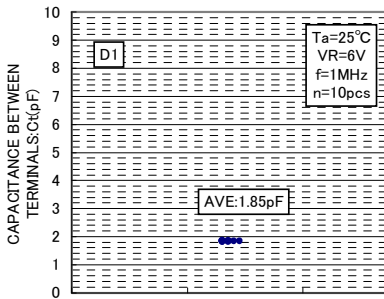 10
9
8
7
6
5
4
3
2
1
0
CAPACITANCE BETWEEN
TERMINALS:Ct(pF)
D1
Ta=25°C
VR=6V
f=1MHz
n=10pcs
AVE:1.85pF